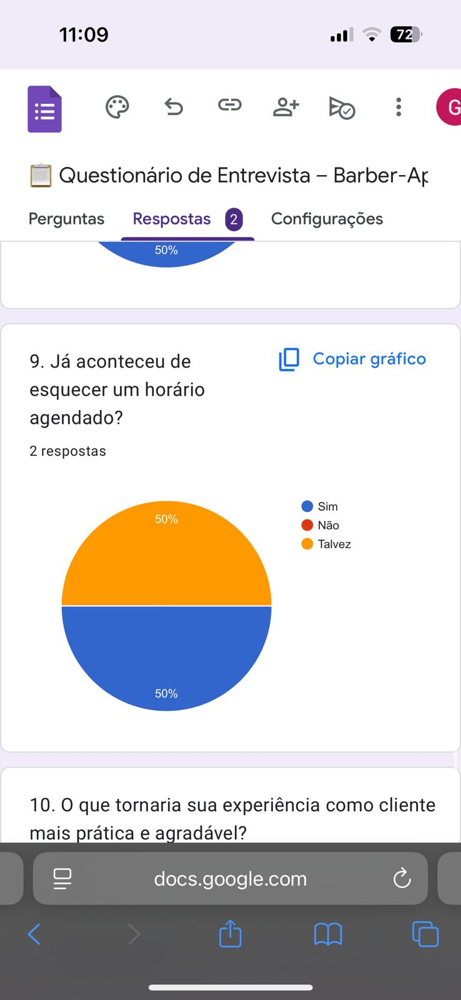 11:09
72
G
Questionário de Entrevista – Barber-Ap
Perguntas Respostas 2 Configurações
50%
9. Já aconteceu de
esquecer um horário
agendado?
Copiar gráfico
2 respostas
50%
50%
Sim
Não
Talvez
10. O que tornaria sua experiência como cliente
mais prática e agradável?
docs.google.com